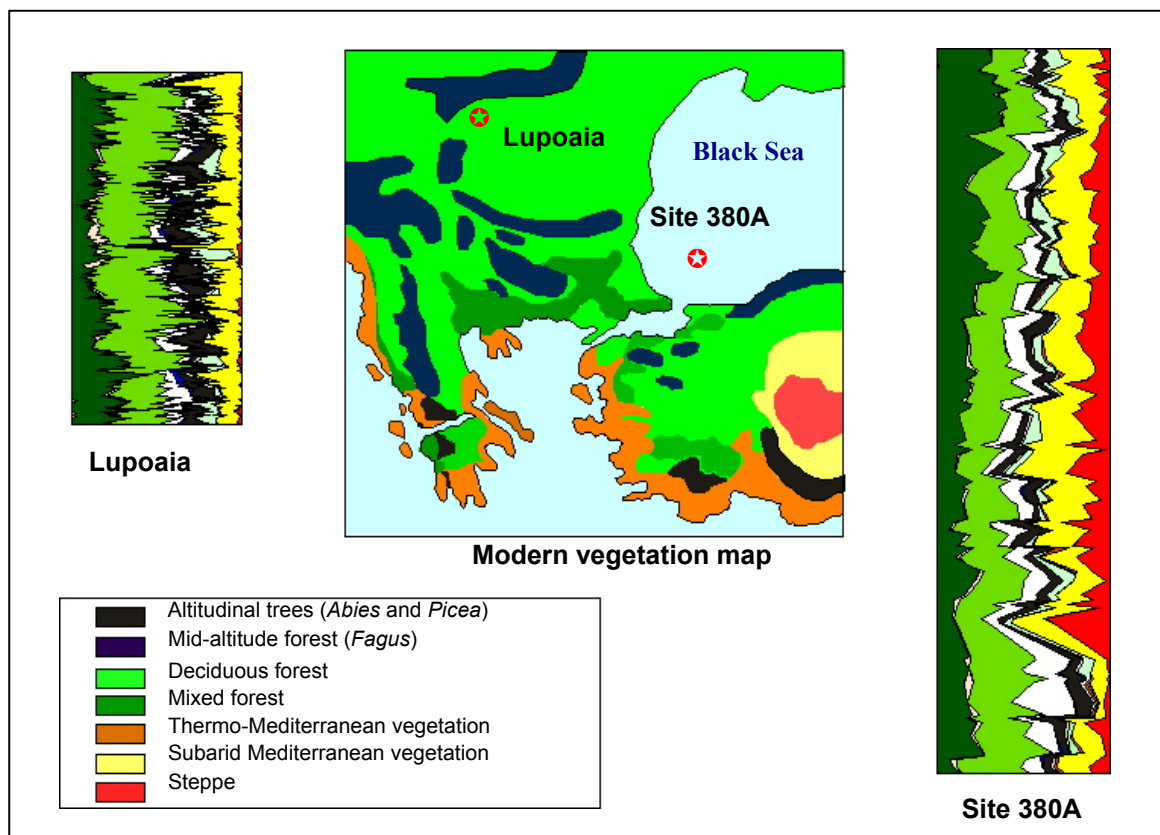 Lupoaia
Black Sea
Site 380A
Lupoaia
Modern vegetation map
Altitudinal trees (Abies and Picea)
Mid-altitude forest (Fagus)
Deciduous forest
Mixed forest
Thermo-Mediterranean vegetation
Subarid Mediterranean vegetation
Steppe
Site 380A